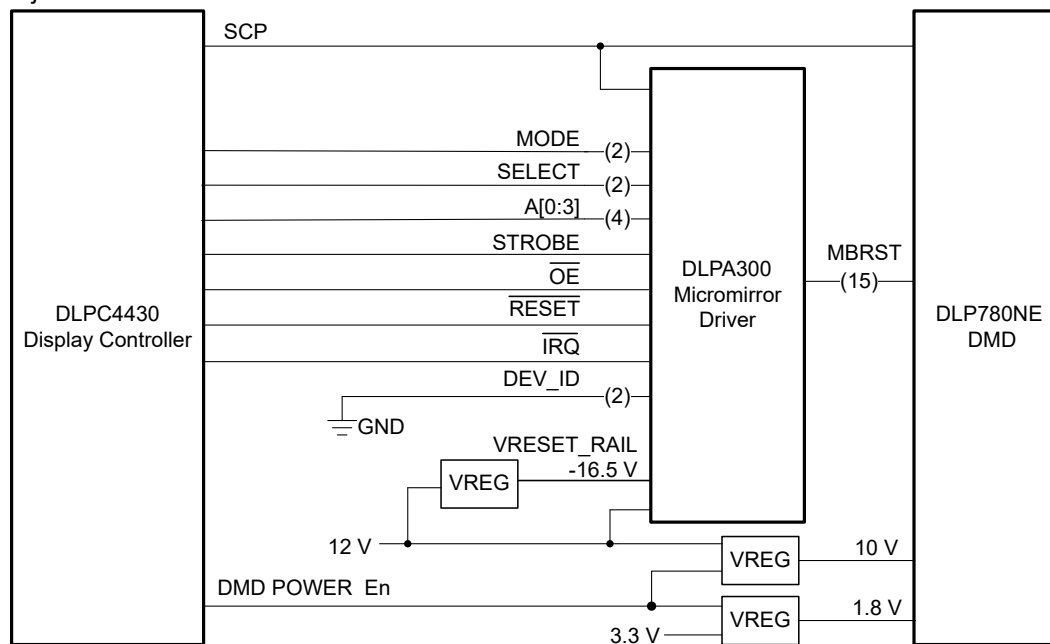 SCP
MODE
(2)
SELECT
(2)
A[0:3]
(4)
STROBE
OE
RESET
IRQ
DEV_ID
(2)
GND
DLPC4430
Display Controller
DLPA300
Micromirror
Driver
MBRST
(15)
DLP780NE
DMD
VRESET_RAIL
-16.5 V
VREG
12 V
VREG
10 V
DMD POWER En
VREG
1.8 V
3.3 V